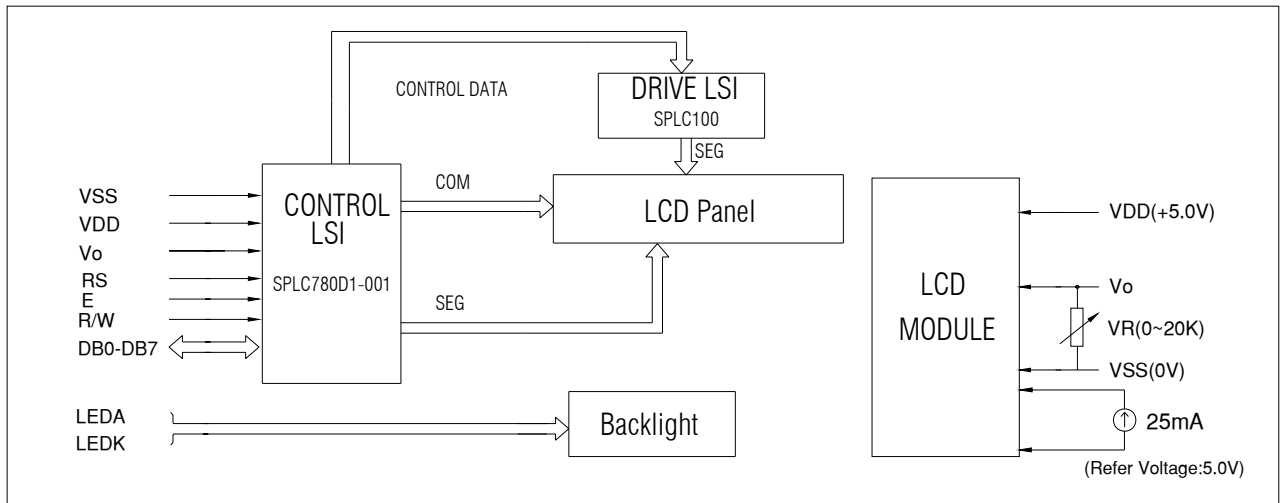 CONTROL DATA
DRIVE LSI
SPLC100
SEG
VSS
VDD
Vo
RS
E
R/W
DB0-DB7
CONTROL
LSI
SPLC780D1-001
COM
SEG
LCD Panel
LEDA
LEDK
Backlight
LCD
MODULE
VDD(+5.0V)
Vo
VR(0~20K)
VSS(0V)
25mA
(Refer Voltage:5.0V)